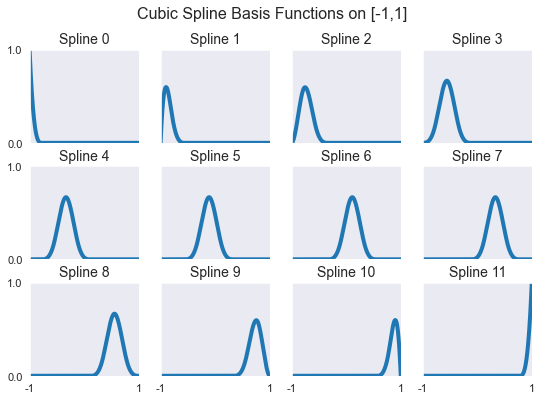 Cubic Spline Basis Functions on [-1,1]
Spline 0 Spline 1 Spline 2 Spline 3
1.0
0.0
Spline 4 Spline 5 Spline 6 Spline 7
1.0
0.0
Spline 8 Spline 9 Spline 10 Spline 11
1.0
0.0
-1 1 -1 1 -1 1 -1 1